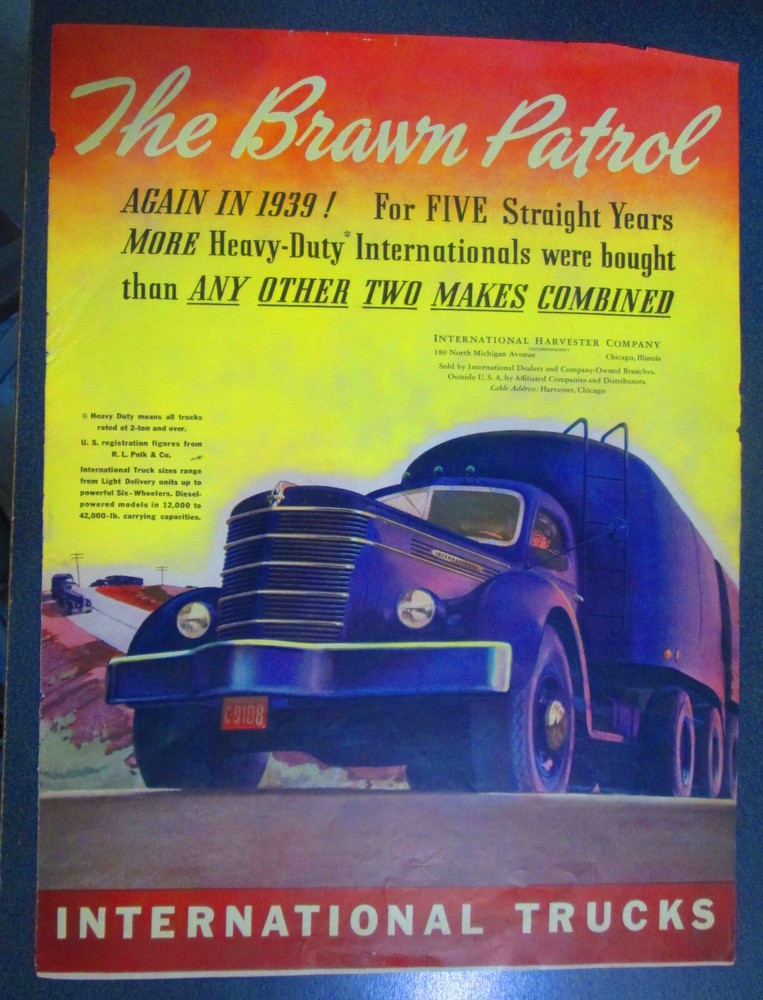 The Brawn Patrol
AGAIN IN 1939! For FIVE Straight Years
MORE Heavy-Duty* Internationals were bought
than ANY OTHER TWO MAKES COMBINED
INTERNATIONAL HARVESTER COMPANY
(INCORPORATED)
180 North Michigan Avenue Chicago, Illinois
Sold by International Dealers and Company-Owned Branches.
Outside U. S. A. by Affiliated Companies and Distributors.
Cable Address: Harvester, Chicago
* Heavy Duty means all trucks
rated at 2-ton and over.
U. S. registration figures from
R. L. Polk & Co.
International Truck sizes range
from Light Delivery units up to
powerful Six-Wheelers. Diesel-
powered models in 12,000 to
42,000-lb. carrying capacities.
INTERNATIONAL
C-9108
INTERNATIONAL TRUCKS